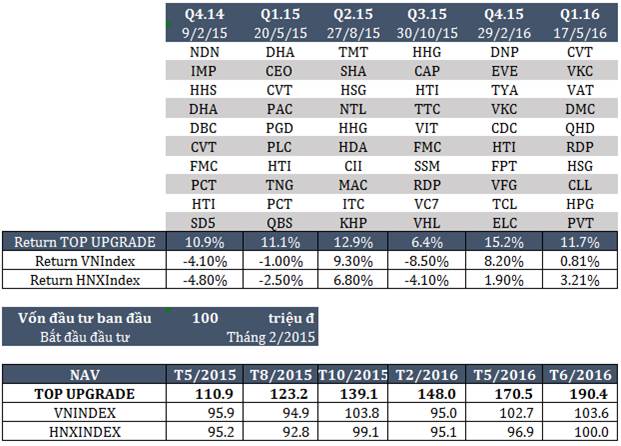 Q4.14 Q1.15 Q2.15 Q3.15 Q4.15 Q1.16
9/2/15 20/5/15 27/8/15 30/10/15 29/2/16 17/5/16
NDN DHA TMT HHG DNP CVT
IMP CEO SHA CAP EVE VKC
HHS CVT HSG HTI TYA VAT
DHA PAC NTL TTC VKC DMC
DBC PGD HHG VIT CDC QHD
CVT PLC HDA FMC HTI RDP
FMC HTI CII SSM FPT HSG
PCT TNG MAC RDP VFG CLL
HTI PCT ITC VC7 TCL HPG
SD5 QBS KHP VHL ELC PVT
Return TOP UPGRADE 10.9% 11.1% 12.9% 6.4% 15.2% 11.7%
Return VNIndex -4.10% -1.00% 9.30% -8.50% 8.20% 0.81%
Return HNXIndex -4.80% -2.50% 6.80% -4.10% 1.90% 3.21%
Vốn đầu tư ban đầu 100 triệu đ
Bắt đầu đầu tư Tháng 2/2015
NAV T5/2015 T8/2015 T10/2015 T2/2016 T5/2016 T6/2016
TOP UPGRADE 110.9 123.2 139.1 148.0 170.5 190.4
VNINDEX 95.9 94.9 103.8 95.0 102.7 103.6
HNXINDEX 95.2 92.8 99.1 95.1 96.9 100.0